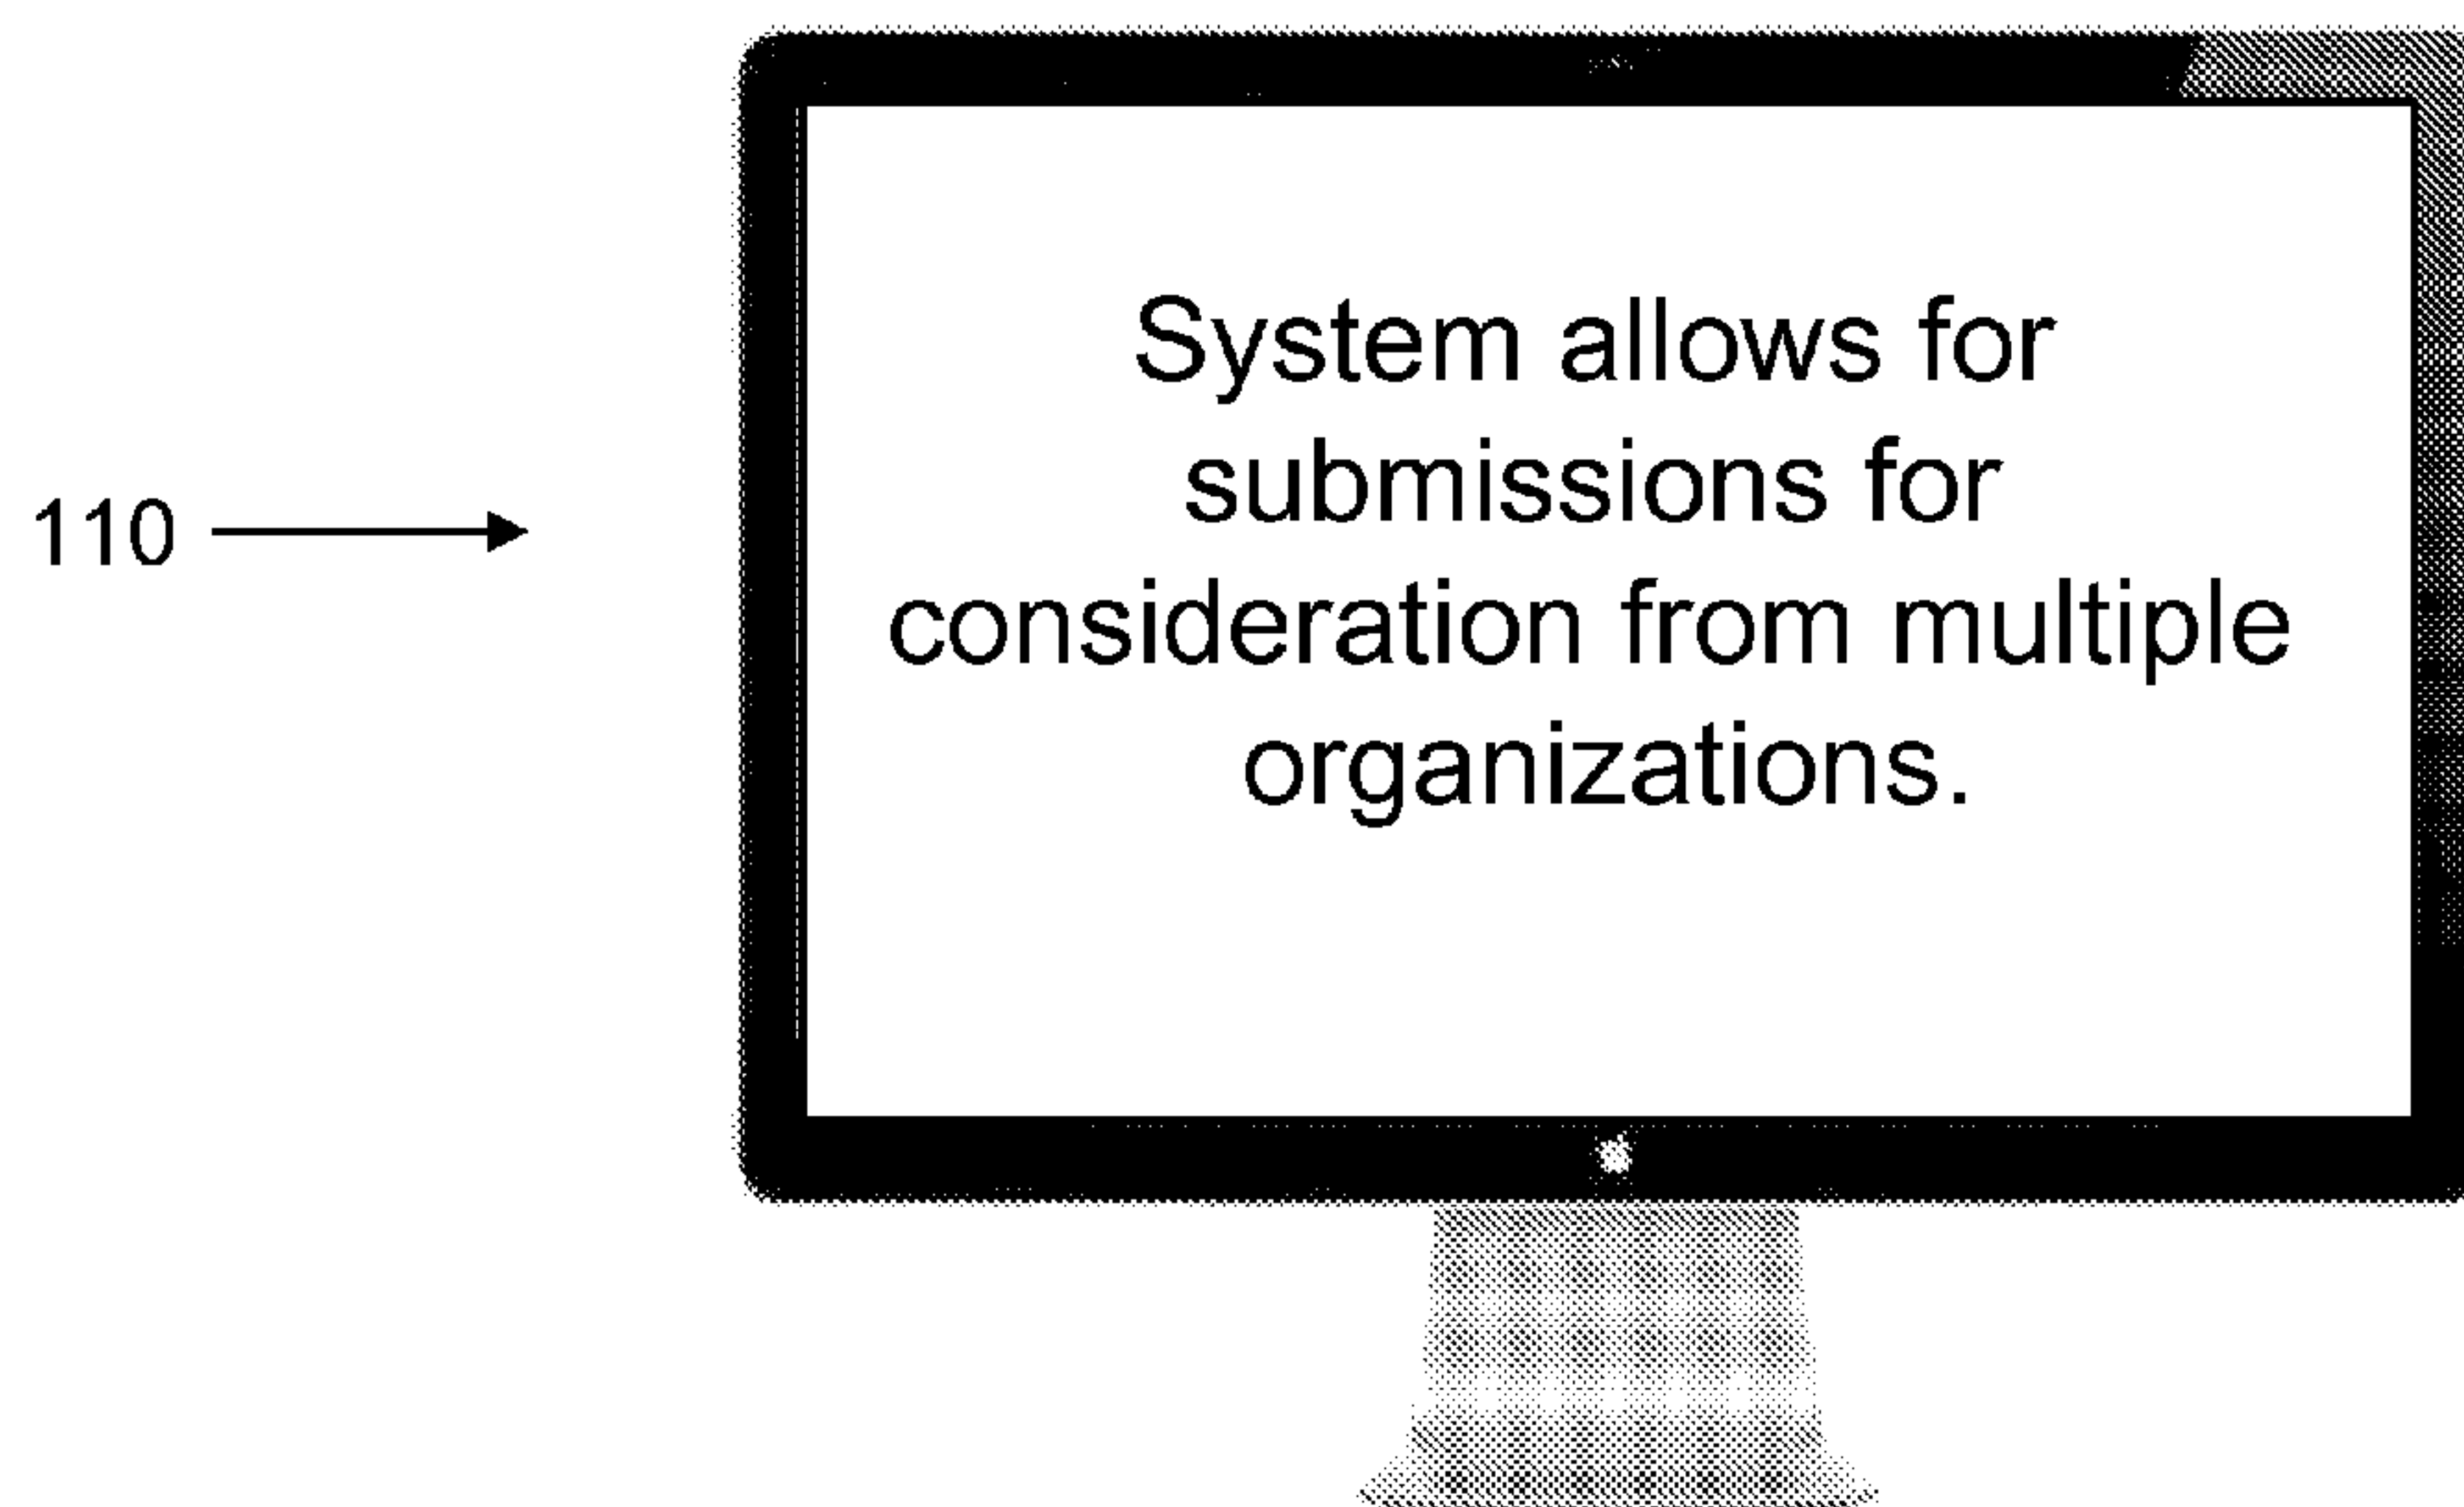 System allows for
submissions for
110
consideration from multiple
organizations.